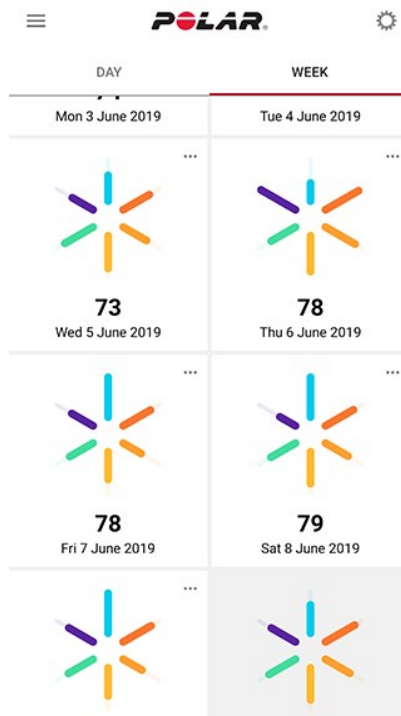 POLAR.
DAY
WEEK
Mon 3 June 2019
Tue 4 June 2019
73
Wed 5 June 2019
78
Thu 6 June 2019
78
Fri 7 June 2019
79
Sat 8 June 2019